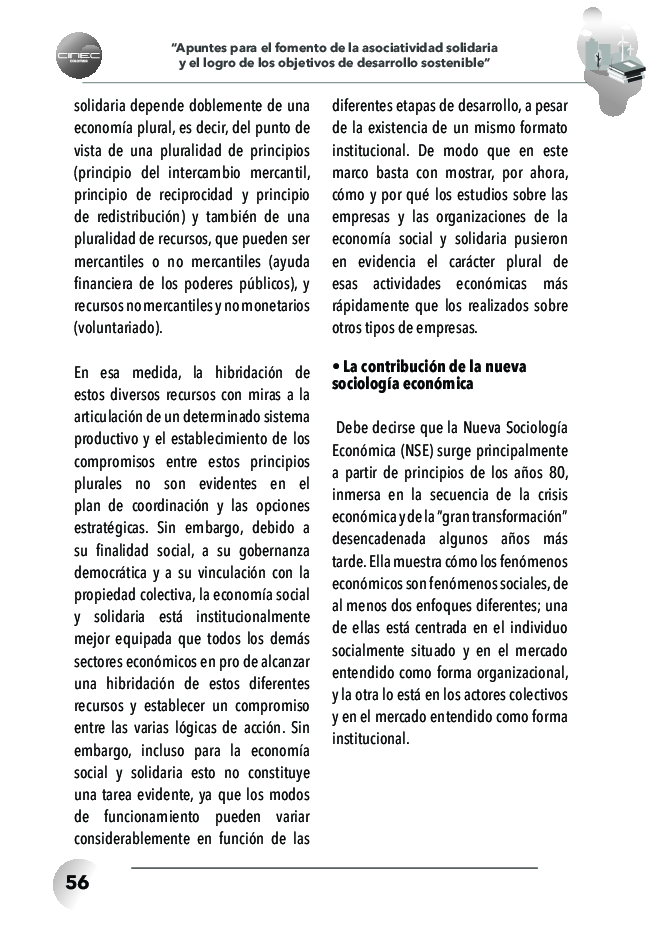 CINEC
"Apuntes para el fomento de la asociatividad solidaria
y el logro de los objetivos de desarrollo sostenible"
solidaria depende doblemente de una
economía plural, es decir, del punto de
vista de una pluralidad de principios
(principio del intercambio mercantil,
principio de reciprocidad y principio
de redistribución) y también de una
pluralidad de recursos, que pueden ser
mercantiles o no mercantiles (ayuda
financiera de los poderes públicos), y
recursos no mercantiles y no monetarios
(voluntariado).
En esa medida, la hibridación de
estos diversos recursos con miras a la
articulación de un determinado sistema
productivo y el establecimiento de los
compromisos entre estos principios
plurales no son evidentes en el
plan de coordinación y las opciones
estratégicas. Sin embargo, debido a
su finalidad social, a su gobernanza
democrática y a su vinculación con la
propiedad colectiva, la economía social
y solidaria está institucionalmente
mejor equipada que todos los demás
sectores económicos en pro de alcanzar
una hibridación de estos diferentes
recursos y establecer un compromiso
entre las varias lógicas de acción. Sin
embargo, incluso para la economía
social y solidaria esto no constituye
una tarea evidente, ya que los modos
de funcionamiento pueden variar
considerablemente en función de las
diferentes etapas de desarrollo, a pesar
de la existencia de un mismo formato
institucional. De modo que en este
marco basta con mostrar, por ahora,
cómo y por qué los estudios sobre las
empresas y las organizaciones de la
economía social y solidaria pusieron
en evidencia el carácter plural de
esas actividades económicas más
rápidamente que los realizados sobre
otros tipos de empresas.
• La contribución de la nueva
sociología económica
Debe decirse que la Nueva Sociología
Económica (NSE) surge principalmente
a partir de principios de los años 80,
inmersa en la secuencia de la crisis
económica y de la "gran transformación"
desencadenada algunos años más
tarde. Ella muestra cómo los fenómenos
económicos son fenómenos sociales, de
al menos dos enfoques diferentes; una
de ellas está centrada en el individuo
socialmente situado y en el mercado
entendido como forma organizacional,
y la otra lo está en los actores colectivos
y en el mercado entendido como forma
institucional.
56